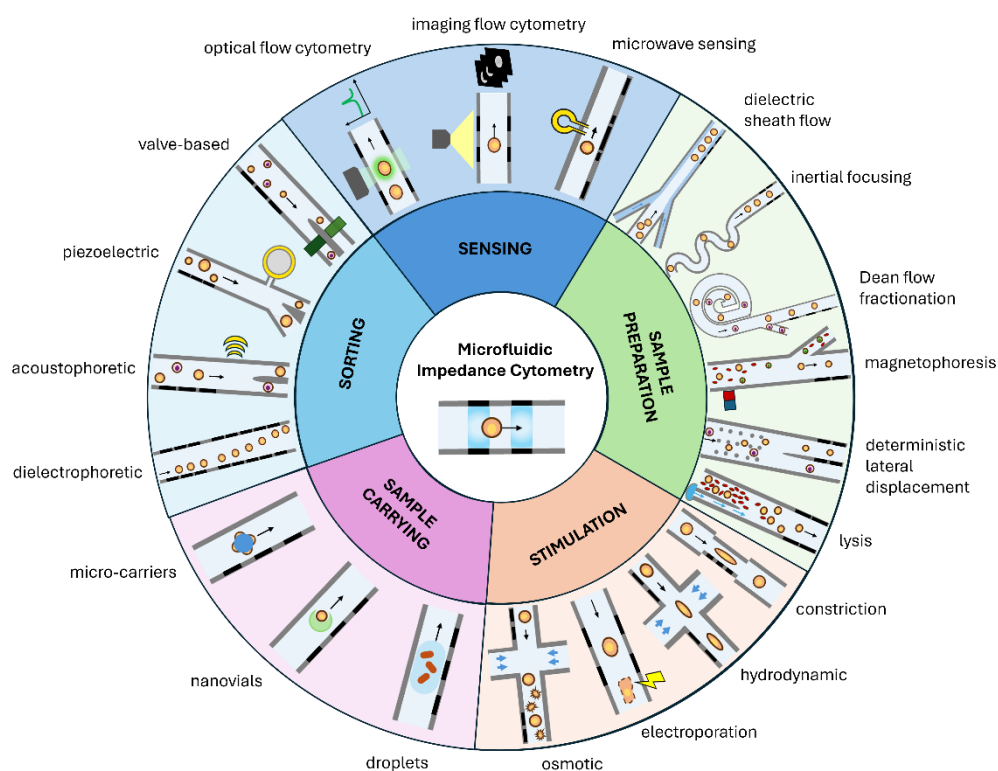 imaging flow cytometry
optical flow cytometry
microwave sensing
dielectric
sheath flow
valve-based
inertial focusing
piezoelectric
SENSING
Dean flow
fractionation
SORTING
SAMPLE
PREPARATION
Microfluidic
Impedance Cytometry
acoustophoretic
magnetophoresis
dielectrophoretic
deterministic
lateral
displacement
SAMPLE
CARRYING
STIMULATION
lysis
micro-carriers
constriction
nanovials
hydrodynamic
electroporation
droplets
osmotic